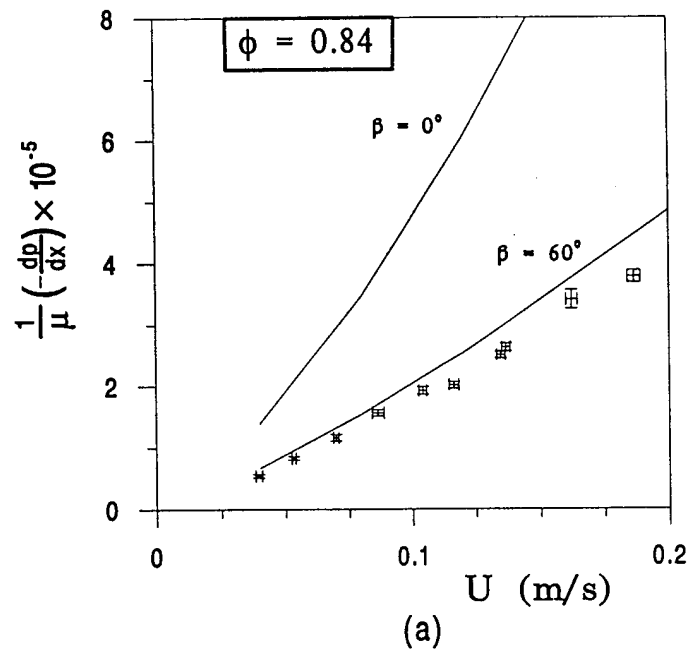 8
ϕ = 0.84
β = 0°
6
1/μ (-dp/dx) × 10⁻⁵
4
β = 60°
2
0
0
0.1
0.2
U (m/s)
(a)